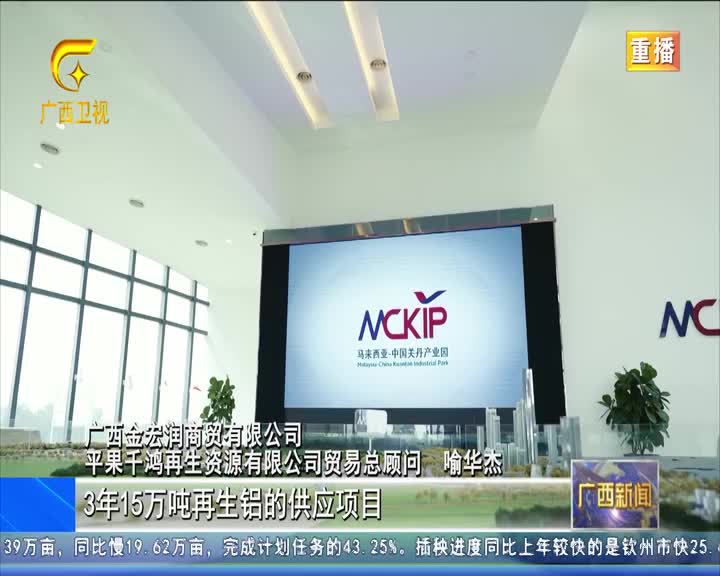 广西卫视
重播
MCKIP
马来西亚-中国关丹产业园
Malaysia-China Kuantan Industrial Park
MC
广西金宏润商贸有限公司
平果千鸿再生资源有限公司贸易总顾问 喻华杰
3年15万吨再生铝的供应项目
广西新闻
39万亩，同比慢19.62万亩，完成计划任务的43.25%。插秧进度同比上年较快的是钦州市快25.